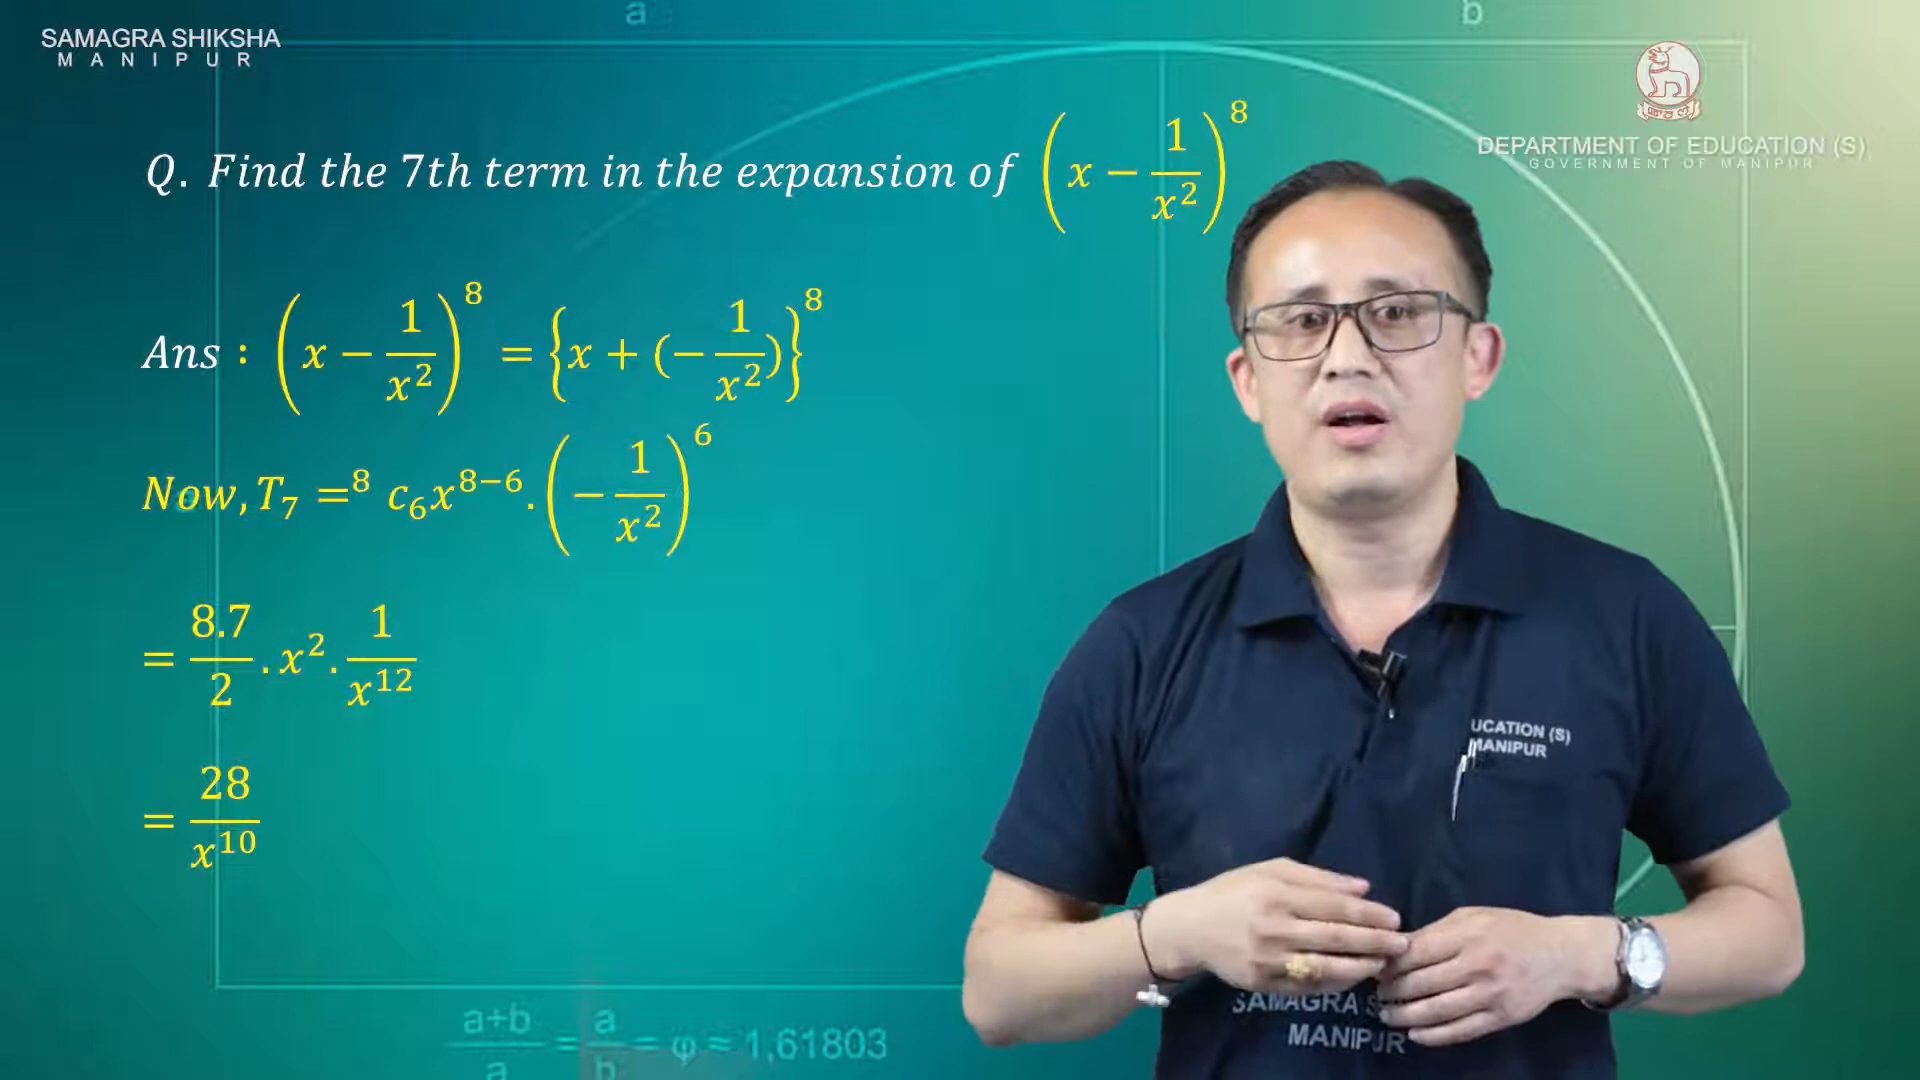 SAMAGRA SHIKSHA
MANIPUR
a
b
DEPARTMENT OF EDUCATION (S)
GOVERNMENT OF MANIPUR
Q. Find the 7th term in the expansion of (x − 1/x²)⁸
Ans : (x − 1/x²)⁸ = {x + (−1/x²)}⁸
Now, T₇ =⁸ c₆x⁸⁻⁶.(−1/x²)⁶
= 8.7/2 . x² . 1/x¹²
= 28/x¹⁰
UCATION (S)
MANIPUR
SAMAGRA S
MANIPUR
a+b/a = a/b = φ ≈ 1,61803